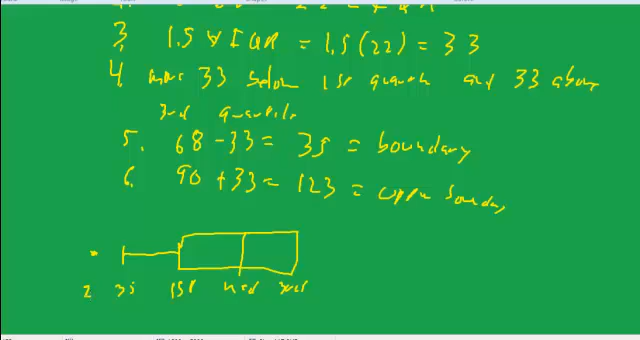 3. 1.5 x IQR = 1.5(22) = 33
4. move 33 below 1st quartile and 33 above
3rd quartile
5. 68 - 33 = 35 = boundary
6. 90 + 33 = 123 = upper boundary
2 35 1st med 3rd